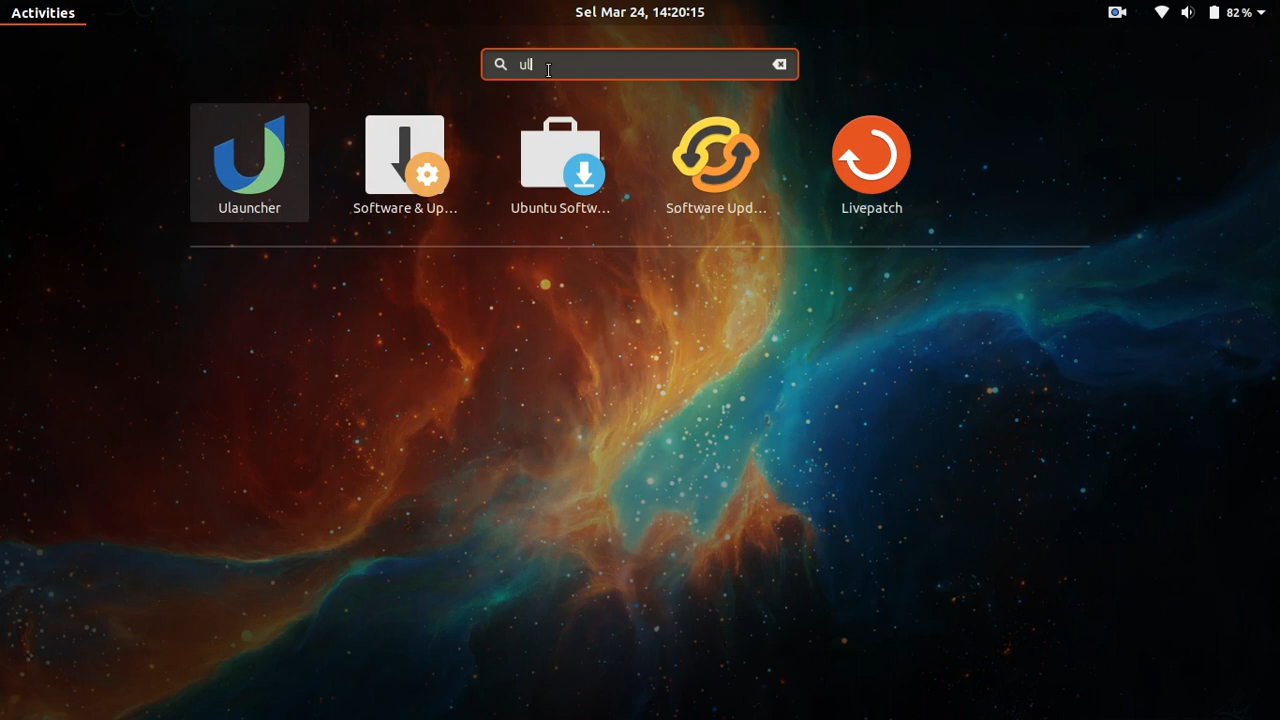 Activities
Sel Mar 24, 14:20:15
82 %
ul
Ulauncher
Software & Up...
Ubuntu Softw...
Software Upd...
Livepatch